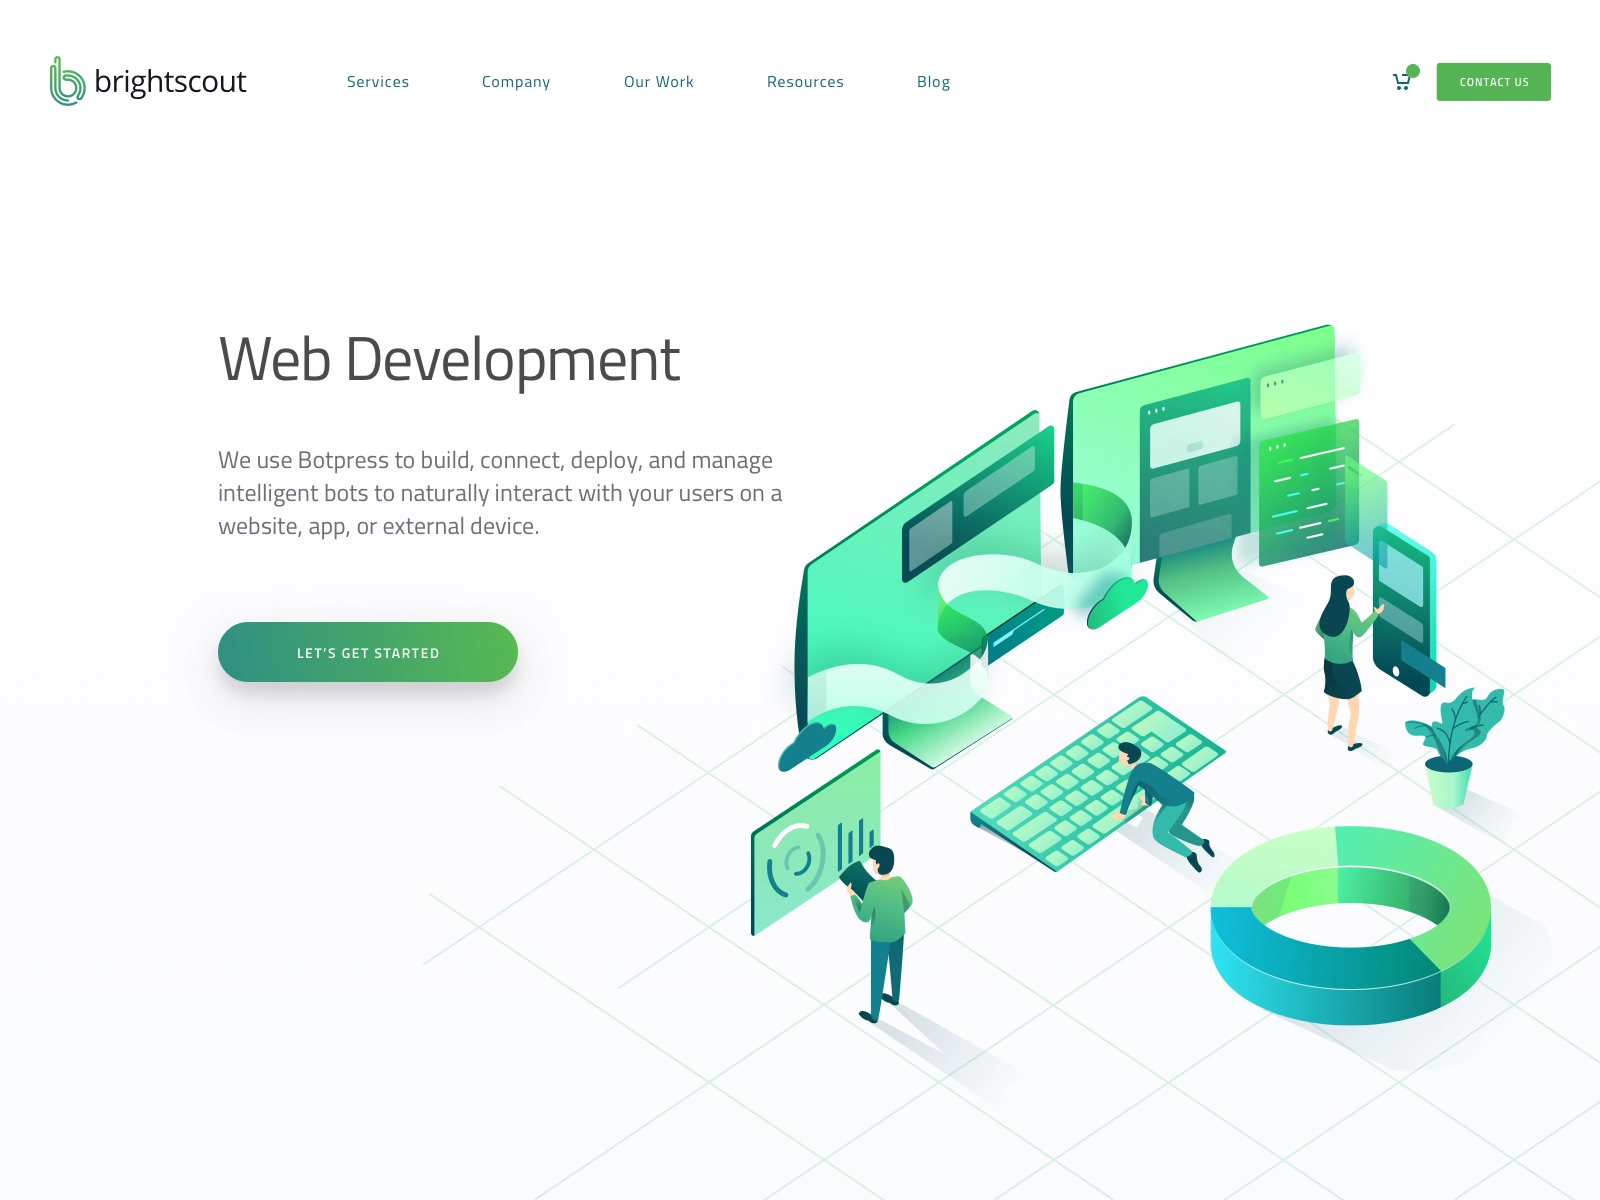 brightscout
Services
Company
Our Work
Resources
Blog
CONTACT US
Web Development
We use Botpress to build, connect, deploy, and manage
intelligent bots to naturally interact with your users on a
website, app, or external device.
LET’S GET STARTED